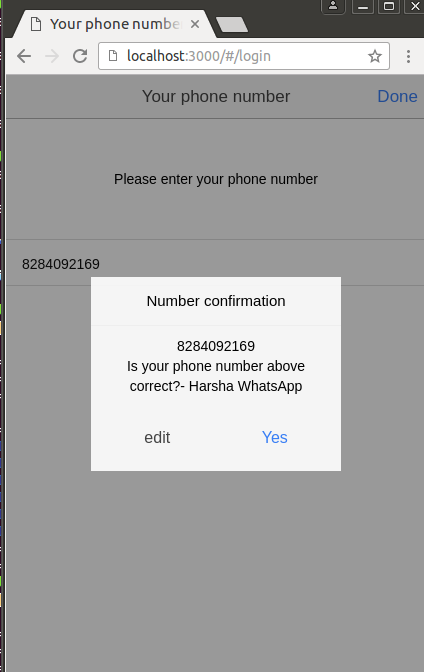 Your phone numbe
localhost:3000/#/login
Your phone number Done
Please enter your phone number
8284092169
Number confirmation
8284092169
Is your phone number above
correct?- Harsha WhatsApp
edit Yes